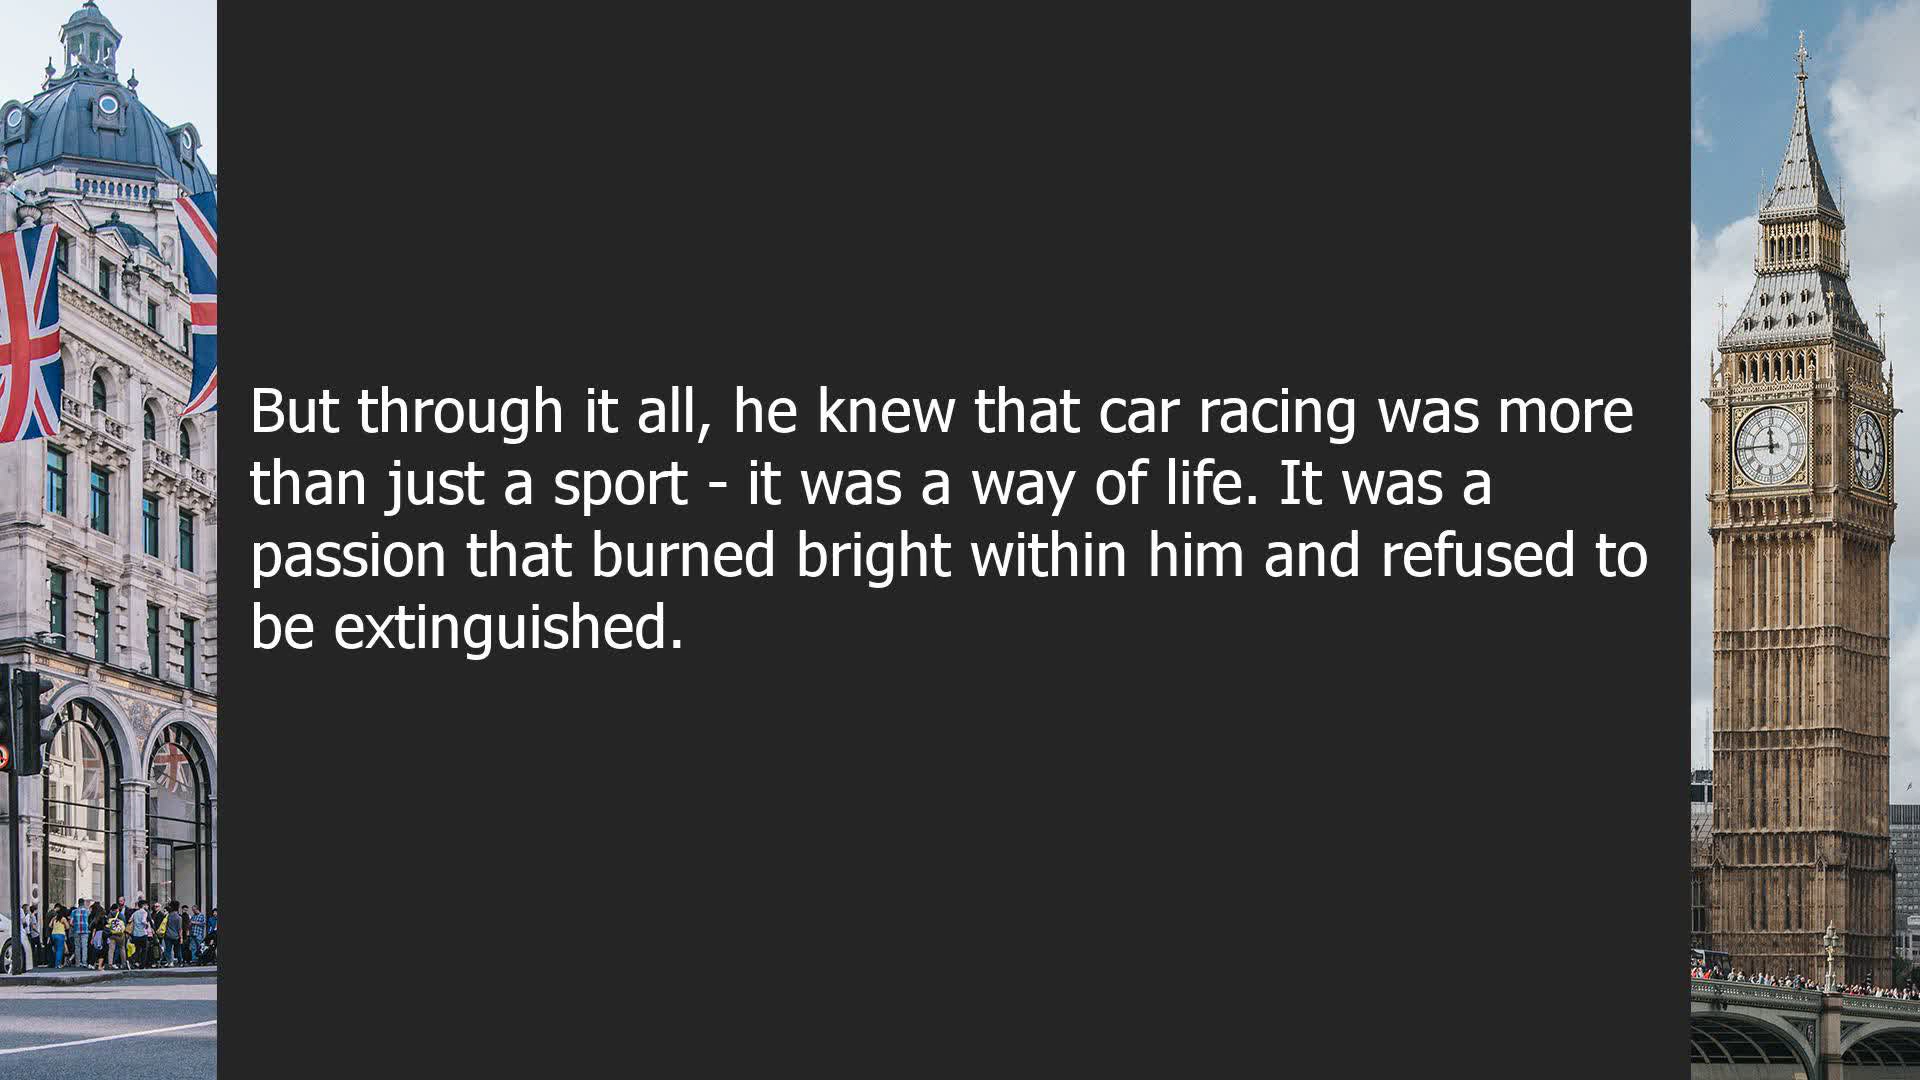 But through it all, he knew that car racing was more
than just a sport - it was a way of life. It was a
passion that burned bright within him and refused to
be extinguished.